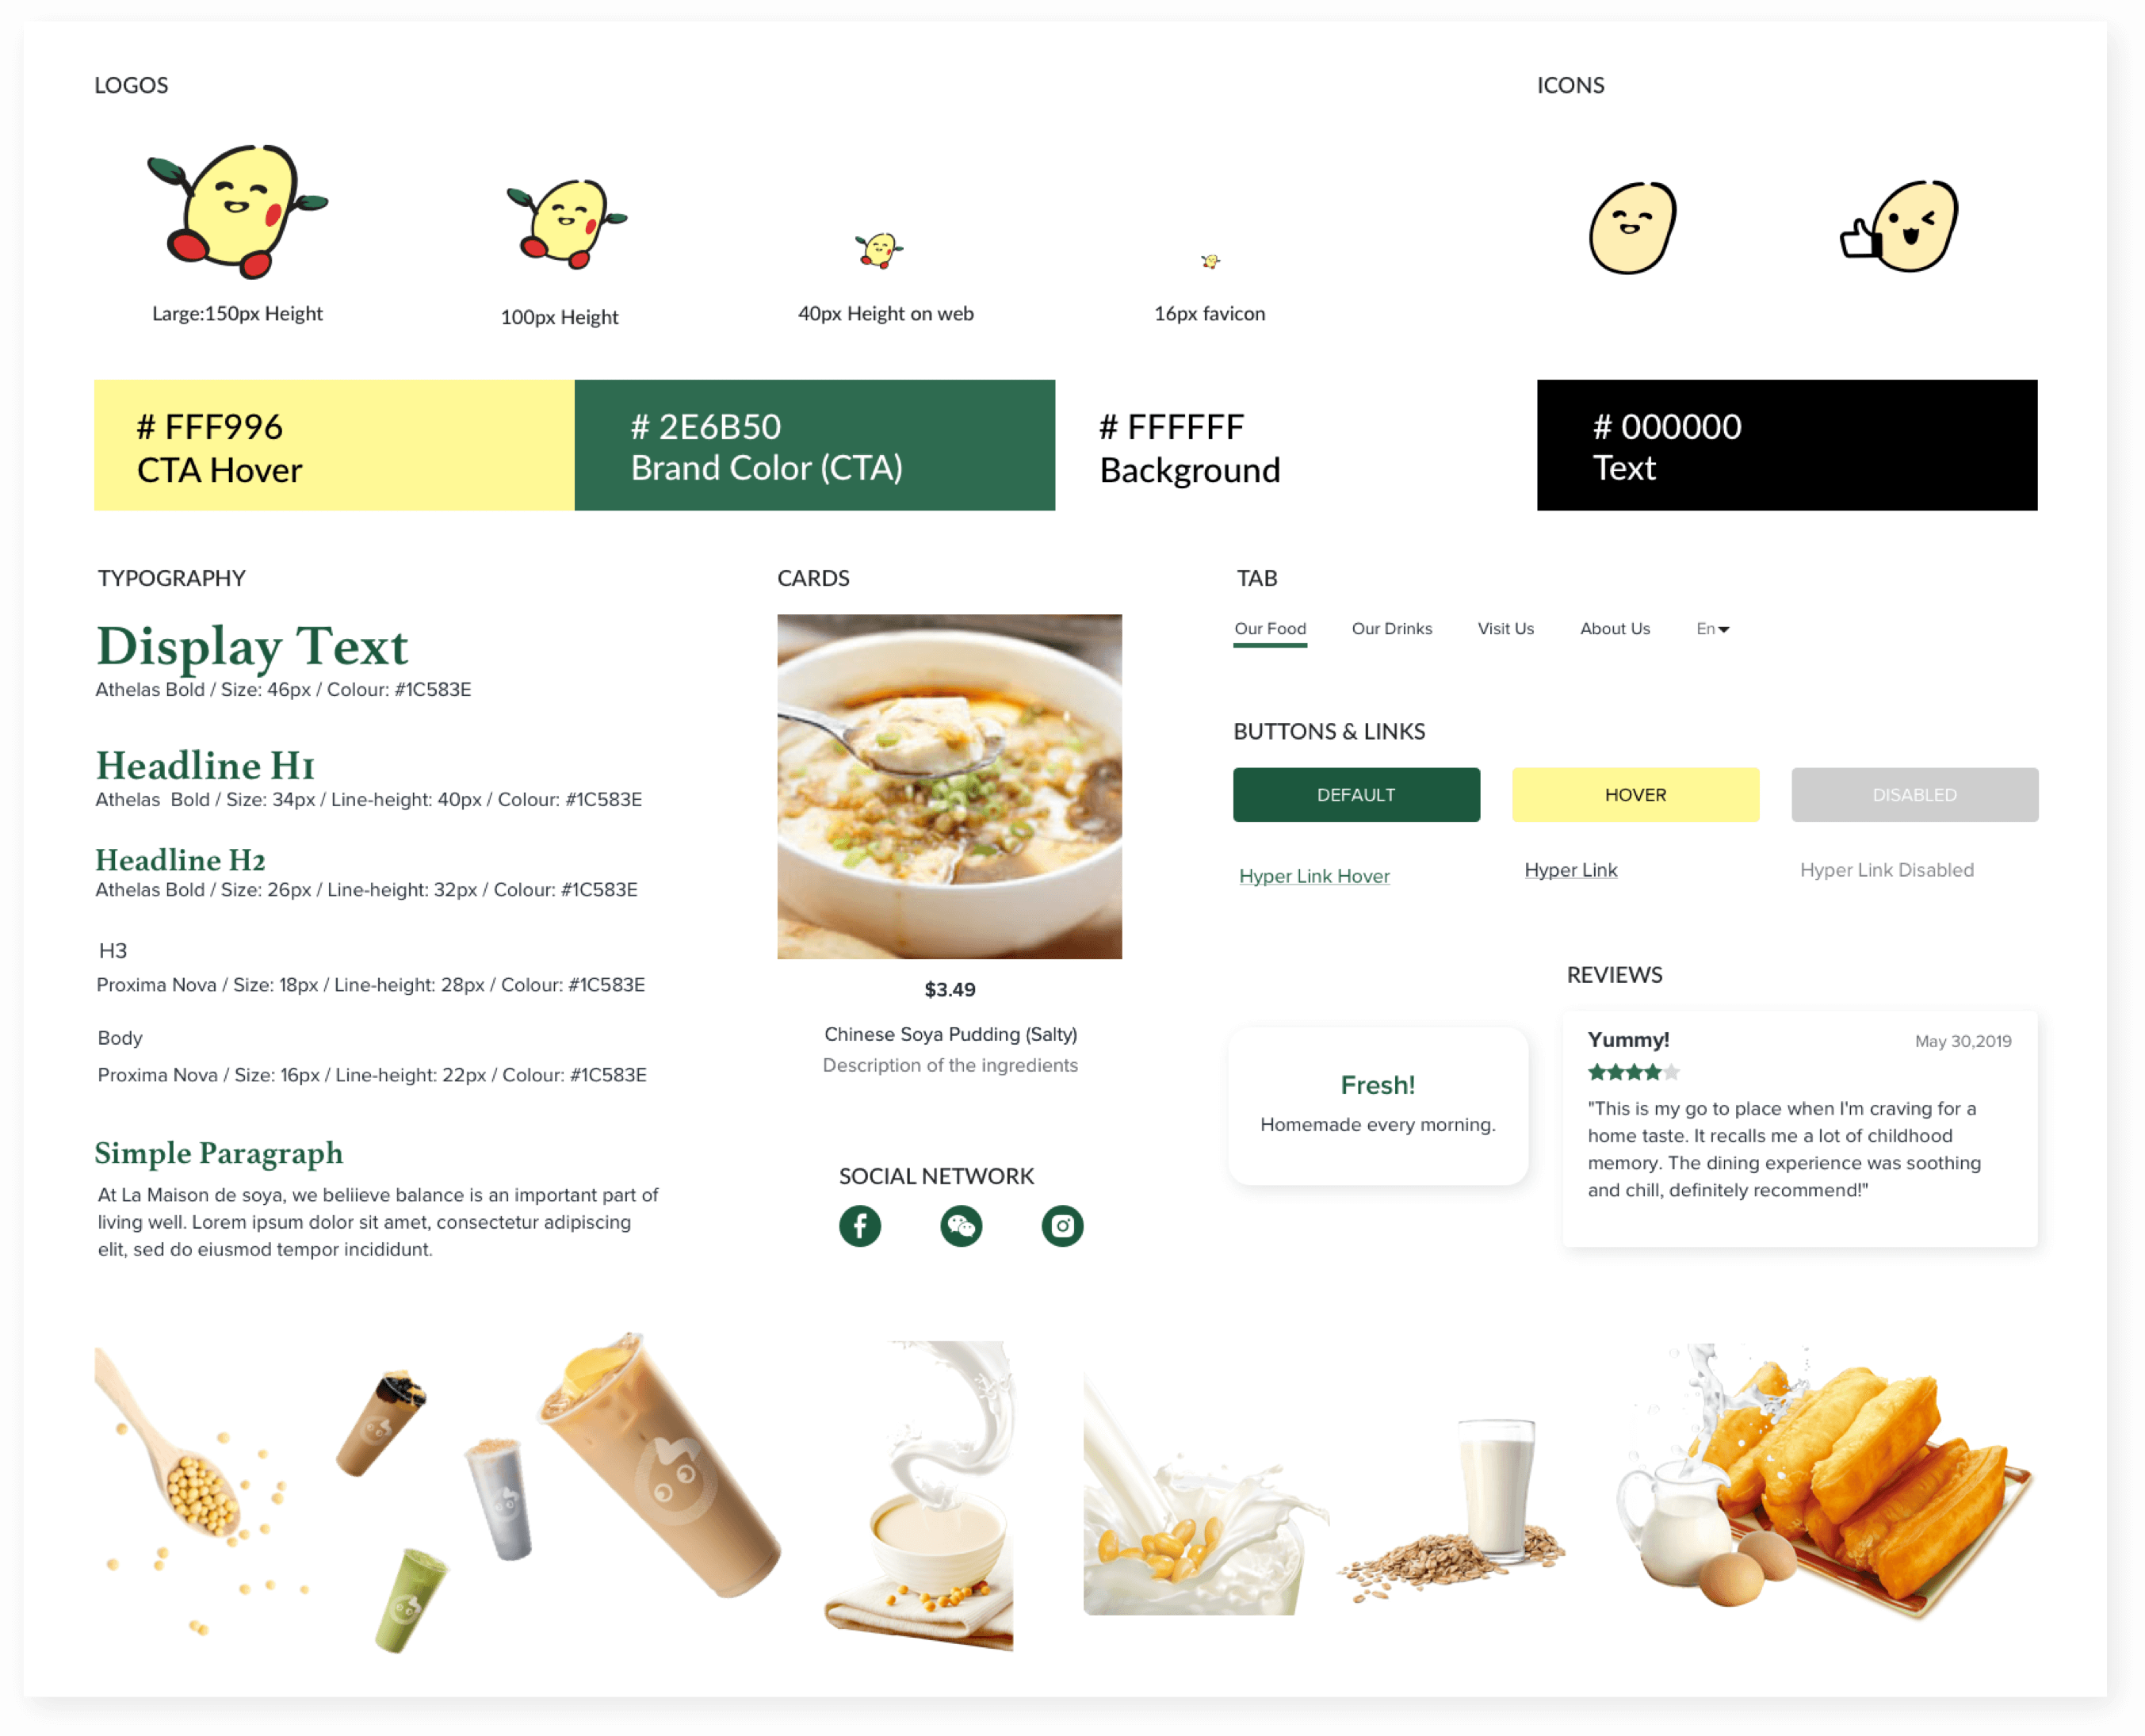 LOGOS
ICONS
Large:150px Height
100px Height
40px Height on web
16px favicon
# FFF996
CTA Hover
# 2E6B50
Brand Color (CTA)
# FFFFFF
Background
# 000000
Text
TYPOGRAPHY
Display Text
Athelas Bold / Size: 46px / Colour: #1C583E
Headline H1
Athelas  Bold / Size: 34px / Line-height: 40px / Colour: #1C583E
Headline H2
Athelas Bold / Size: 26px / Line-height: 32px / Colour: #1C583E
H3
Proxima Nova / Size: 18px / Line-height: 28px / Colour: #1C583E
Body
Proxima Nova / Size: 16px / Line-height: 22px / Colour: #1C583E
Simple Paragraph
At La Maison de soya, we beliieve balance is an important part of
living well. Lorem ipsum dolor sit amet, consectetur adipiscing
elit, sed do eiusmod tempor incididunt.
CARDS
$3.49
Chinese Soya Pudding (Salty)
Description of the ingredients
SOCIAL NETWORK
TAB
Our Food
Our Drinks
Visit Us
About Us
En
BUTTONS & LINKS
DEFAULT
HOVER
DISABLED
Hyper Link Hover
Hyper Link
Hyper Link Disabled
Fresh!
Homemade every morning.
REVIEWS
Yummy!
May 30,2019
"This is my go to place when I'm craving for a
home taste. It recalls me a lot of childhood
memory. The dining experience was soothing
and chill, definitely recommend!"